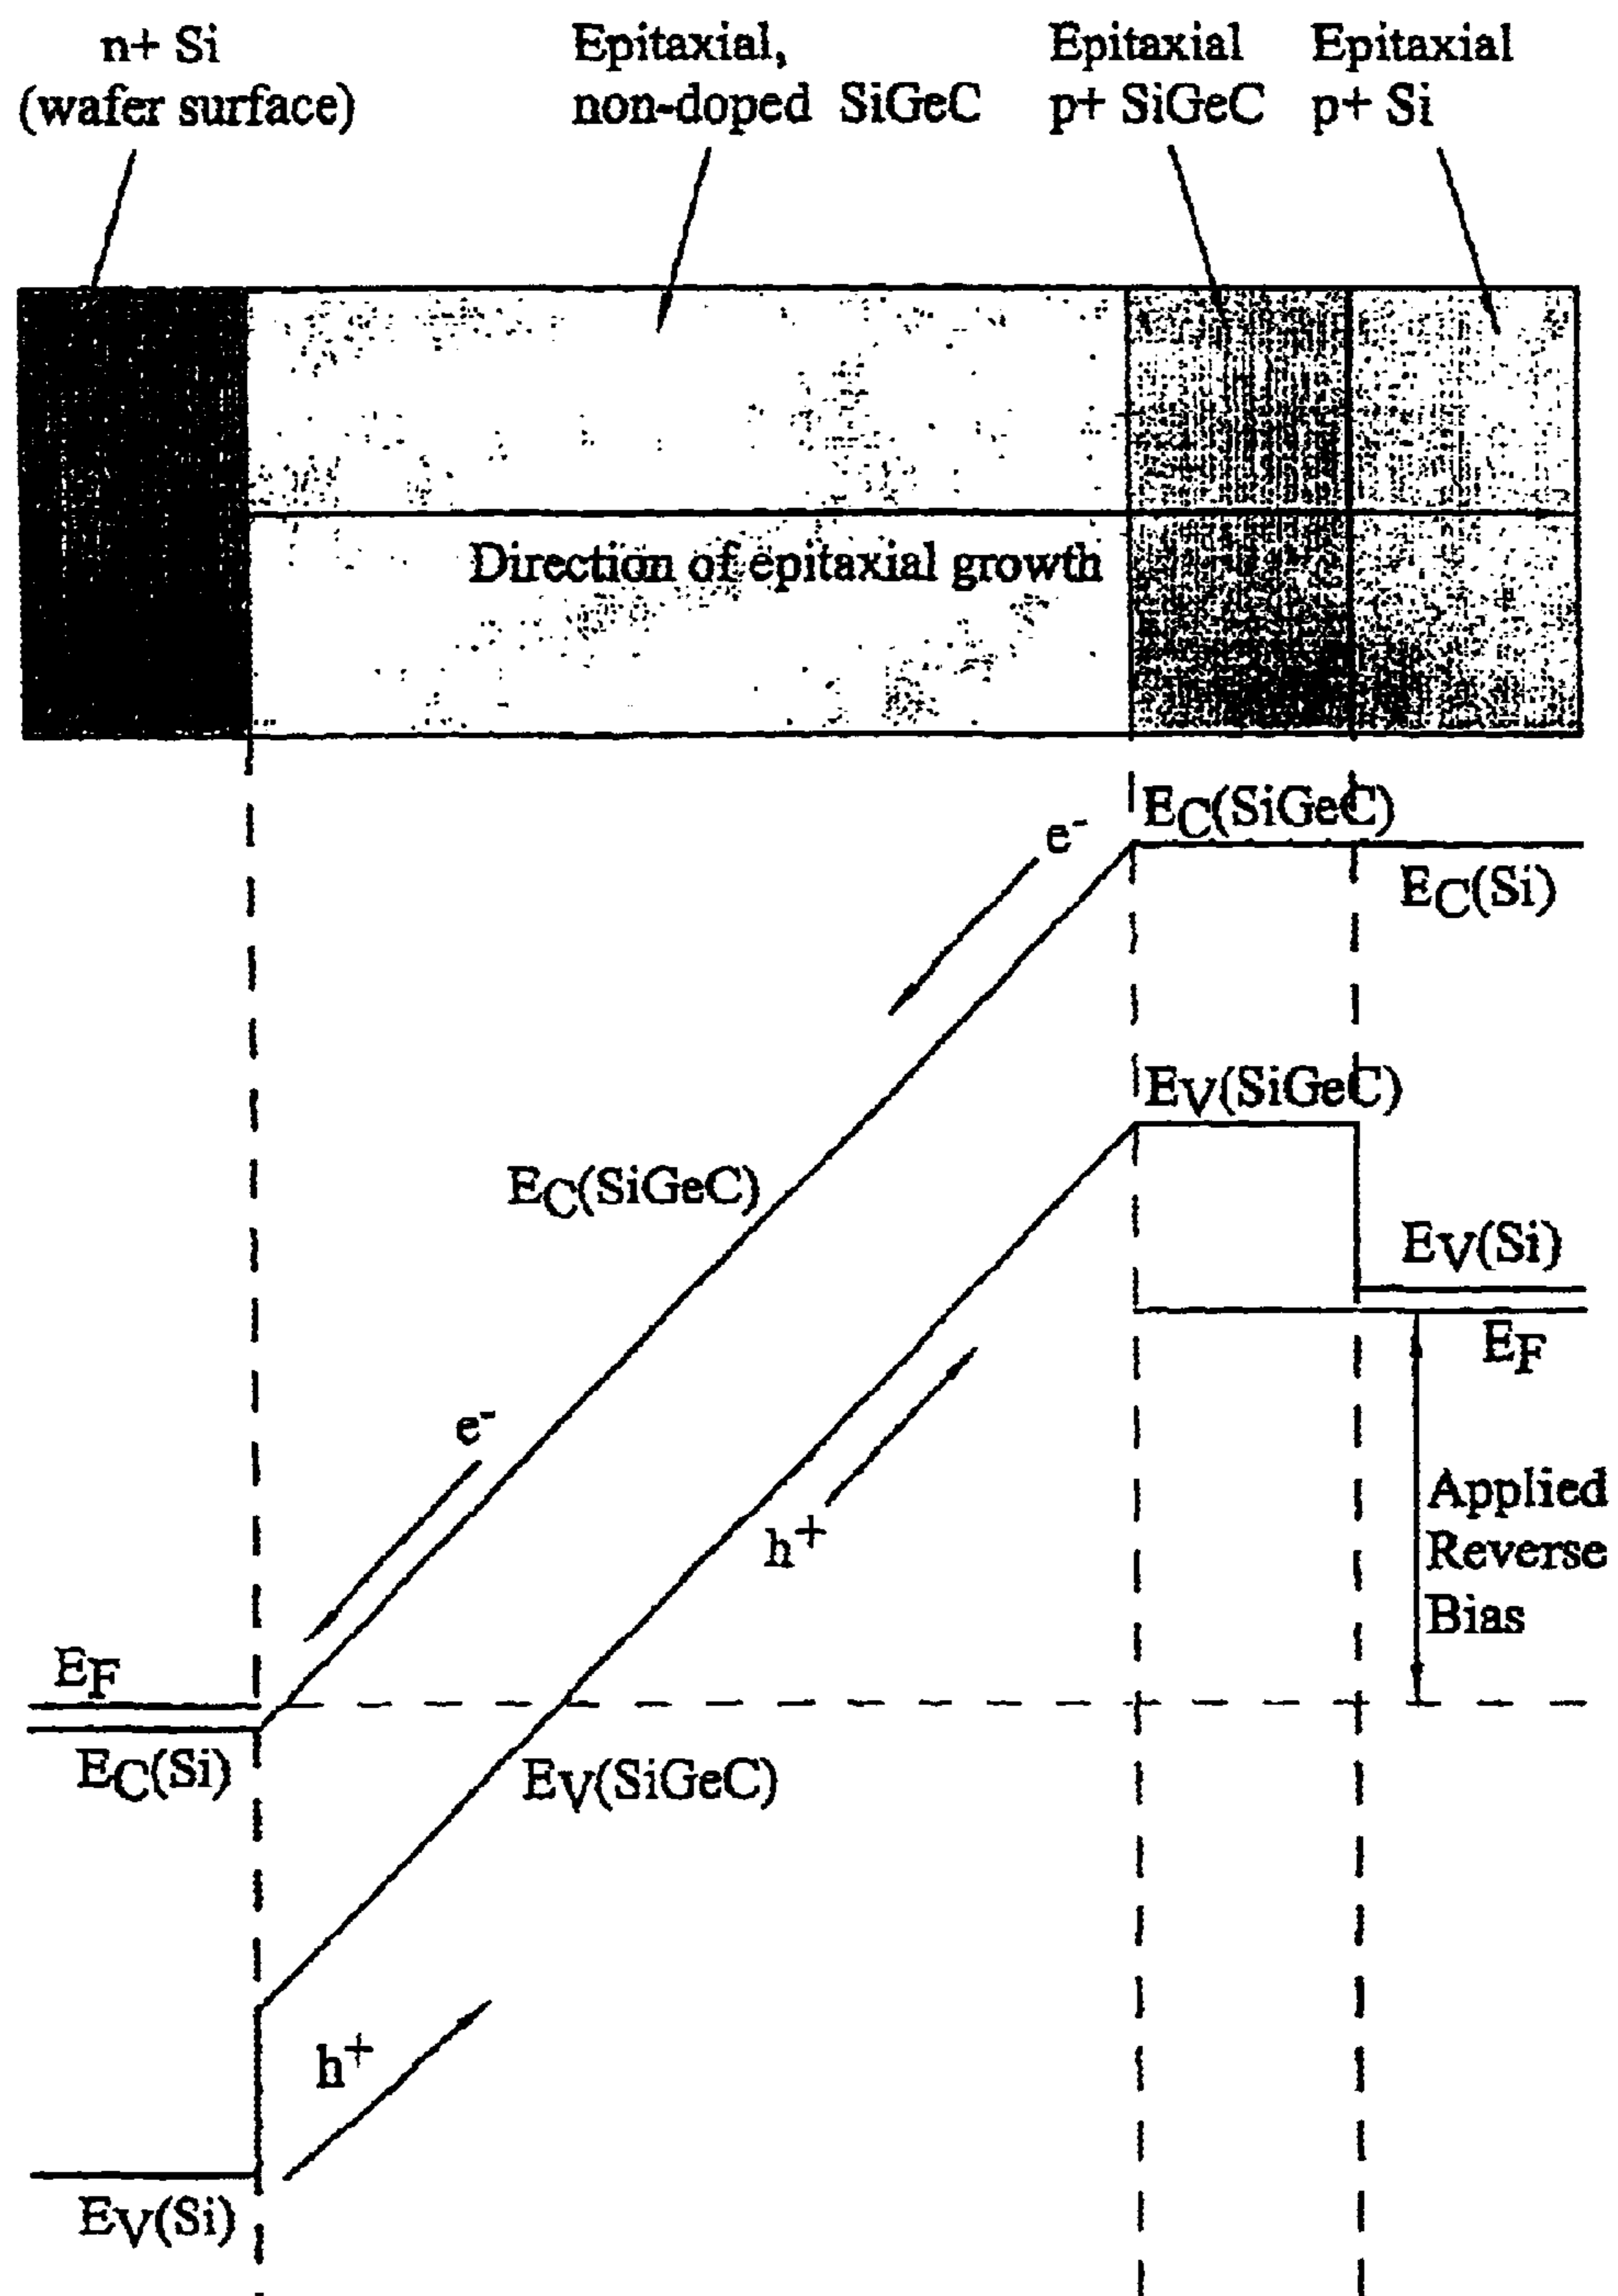 n+ Si
(wafer surface)
Epitaxial,
non-doped SiGeC
Epitaxial
p+ SiGeC
Epitaxial
p+ Si
Direction of epitaxial growth
EC(SiGeC)
e-
EC(Si)
EV(SiGeC)
EC(SiGeC)
EV(Si)
EF
e-
h+
Applied
Reverse
Bias
EF
EC(Si)
EV(SiGeC)
h+
EV(Si)